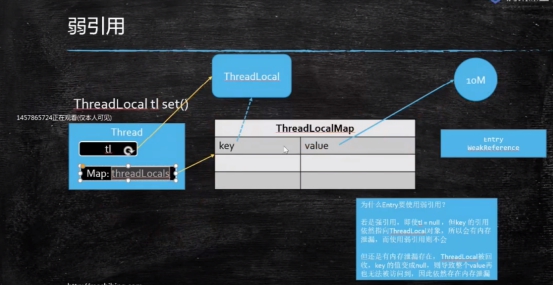 弱引用
ThreadLocal
10M
ThreadLocal tl set()
1457865724正在观看(仅本人可见)
Thread
tl
Map: threadLocals
ThreadLocalMap
key
value
Entry
WeakReference
为什么Entry要使用弱引用?
若是强引用，即使tl=null，但key的引用
依然指向ThreadLocal对象，所以会有内存
泄漏，而使用弱引用则不会
但还是有内存泄漏存在，ThreadLocal被回
收，key的值变成null，则导致整个value再
也无法被访问到，因此依然存在内存泄漏